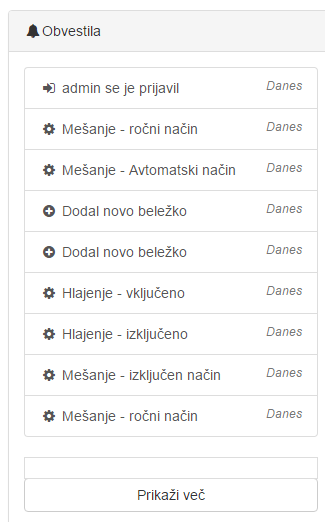 Obvestila
admin se je prijavil Danes
Mešanje - ročni način Danes
Mešanje - Avtomatski način Danes
Dodal novo beležko Danes
Dodal novo beležko Danes
Hlajenje - vključeno Danes
Hlajenje - izključeno Danes
Mešanje - izključen način Danes
Mešanje - ročni način Danes
Prikaži več